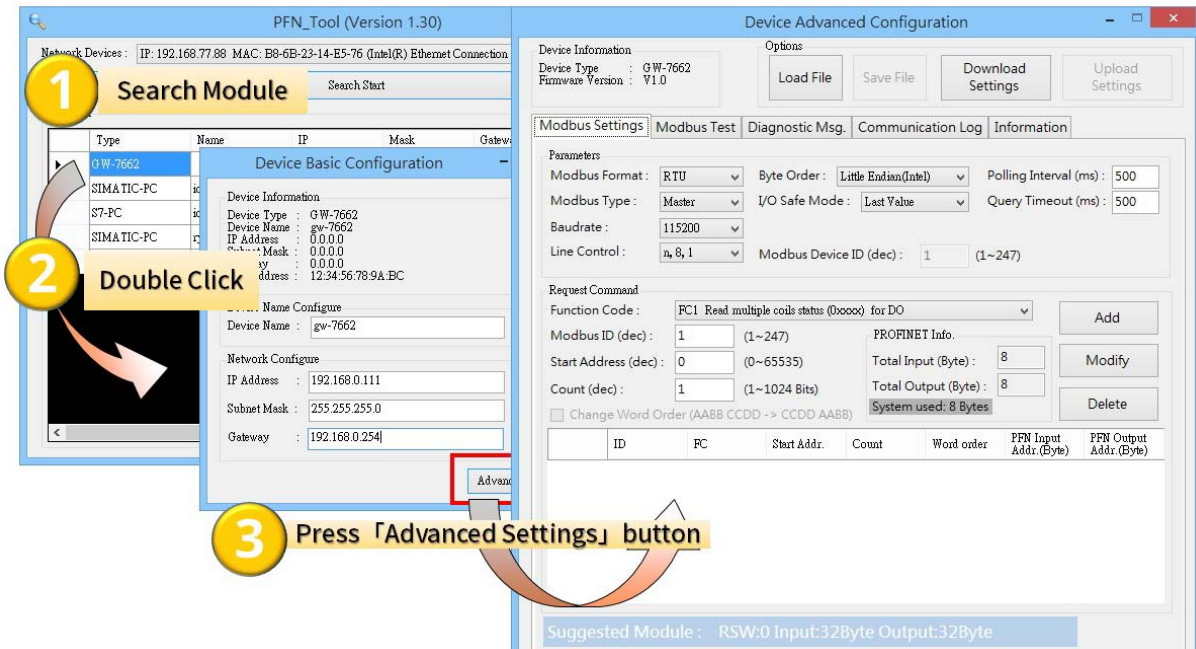 PFN_Tool (Version 1.30)
Network Devices : IP: 192.168.77.88 MAC: B8-6B-23-14-E5-76 (Intel(R) Ethernet Connection
1 Search Module
Search Start
Type Name IP Mask
GW-7662
SIMATIC-PC
S7-PC
SIMATIC-PC
2 Double Click
Device Basic Configuration
Device Information
Device Type : GW-7662
Device Name : gw-7662
IP Address : 0.0.0.0
Mask : 0.0.0.0
: 0.0.0.0
: 12:34:56:78:9A:BC
Name Configure
Device Name : gw-7662
Network Configure
IP Address : 192.168.0.111
Subnet Mask : 255.255.255.0
Gateway : 192.168.0.254
3 Press「Advanced Settings」button
Device Advanced Configuration
Device Information
Device Type : GW-7662
Firmware Version : V1.0
Options
Load File
Save File
Download Settings
Upload Settings
Modbus Settings Modbus Test Diagnostic Msg. Communication Log Information
Parameters
Modbus Format : RTU Byte Order : Little Endian(Intel) Polling Interval (ms) : 500
Modbus Type : Master I/O Safe Mode : Last Value Query Timeout (ms) : 500
Baudrate : 115200
Line Control : n, 8, 1 Modbus Device ID (dec) : 1 (1~247)
Request Command
Function Code : FC1 Read multiple coils status (0xxxx) for DO
Add
Modbus ID (dec) : 1 (1~247) PROFINET Info.
Start Address (dec) : 0 (0~65535) Total Input (Byte) : 8 Modify
Count (dec) : 1 (1~1024 Bits) Total Output (Byte) : 8
Change Word Order (AABB CCDD -> CCDD AABB) System used: 8 Bytes Delete
ID FC Start Addr. Count Word order PFN Input Addr.(Byte) PFN Output Addr.(Byte)
Suggested Module : RSW:0 Input:32Byte Output:32Byte